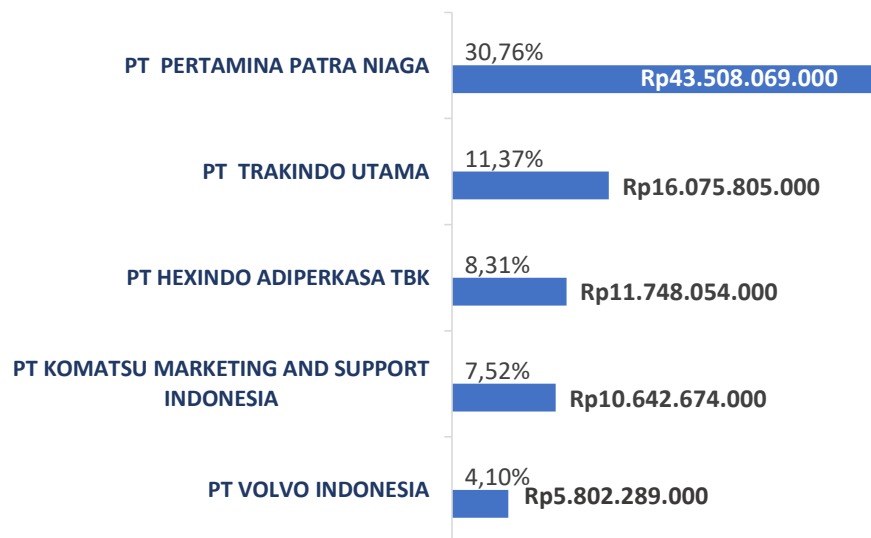 30,76%
PT PERTAMINA PATRA NIAGA
Rp43.508.069.000
11,37%
PT TRAKINDO UTAMA
Rp16.075.805.000
8,31%
PT HEXINDO ADIPERKASA TBK
Rp11.748.054.000
7,52%
PT KOMATSU MARKETING AND SUPPORT
INDONESIA
Rp10.642.674.000
4,10%
PT VOLVO INDONESIA
Rp5.802.289.000